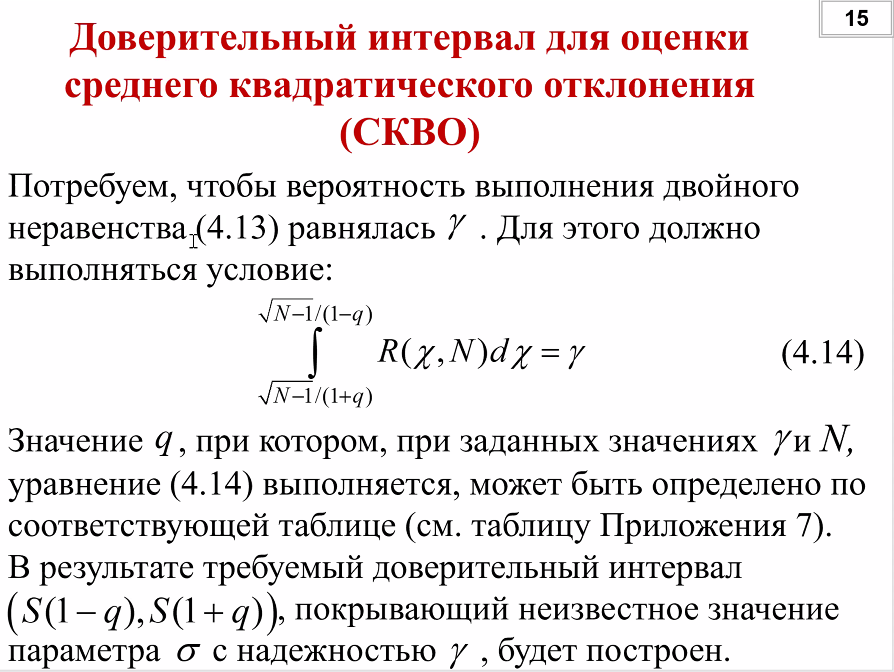 15
Доверительный интервал для оценки
среднего квадратического отклонения
(СКВО)
Потребуем, чтобы вероятность выполнения двойного
неравенства (4.13) равнялась γ . Для этого должно
выполняться условие:
√N−1/(1−q)
∫ R(χ,N)dχ = γ (4.14)
√N−1/(1+q)
Значение q , при котором, при заданных значениях γ и N,
уравнение (4.14) выполняется, может быть определено по
соответствующей таблице (см. таблицу Приложения 7).
В результате требуемый доверительный интервал
(S(1 − q), S(1 + q)), покрывающий неизвестное значение
параметра σ с надежностью γ , будет построен.